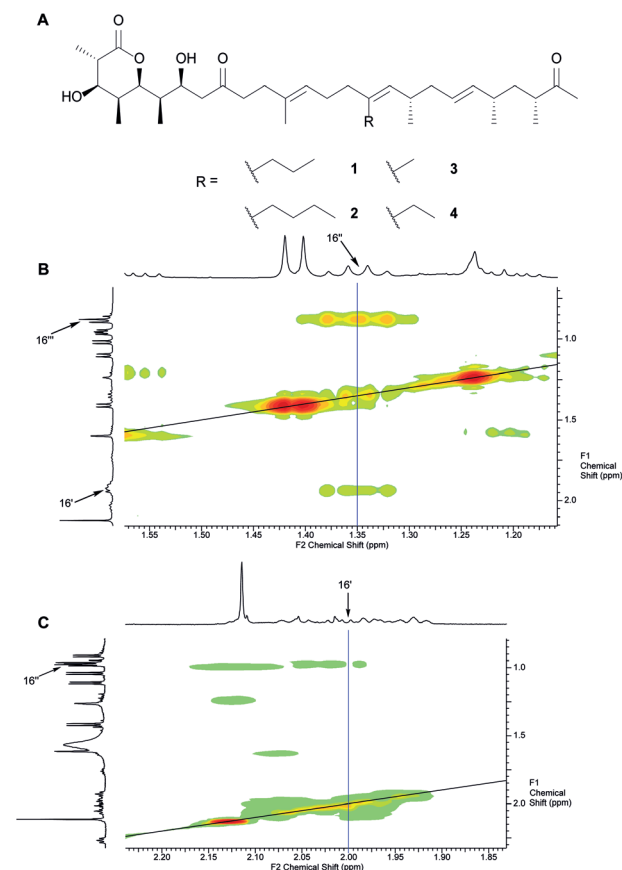 A
O
OH
O
O
O
HO
R
R =
1
3
2
4
B
16''
16'''
16'
1.0
1.5
2.0
F1
Chemical
Shift (ppm)
1.55 1.50 1.45 1.40 1.35 1.30 1.25 1.20
F2 Chemical Shift (ppm)
C
16'
16''
1.0
1.5
2.0
F1
Chemical
Shift (ppm)
2.20 2.15 2.10 2.05 2.00 1.95 1.90 1.85
F2 Chemical Shift (ppm)